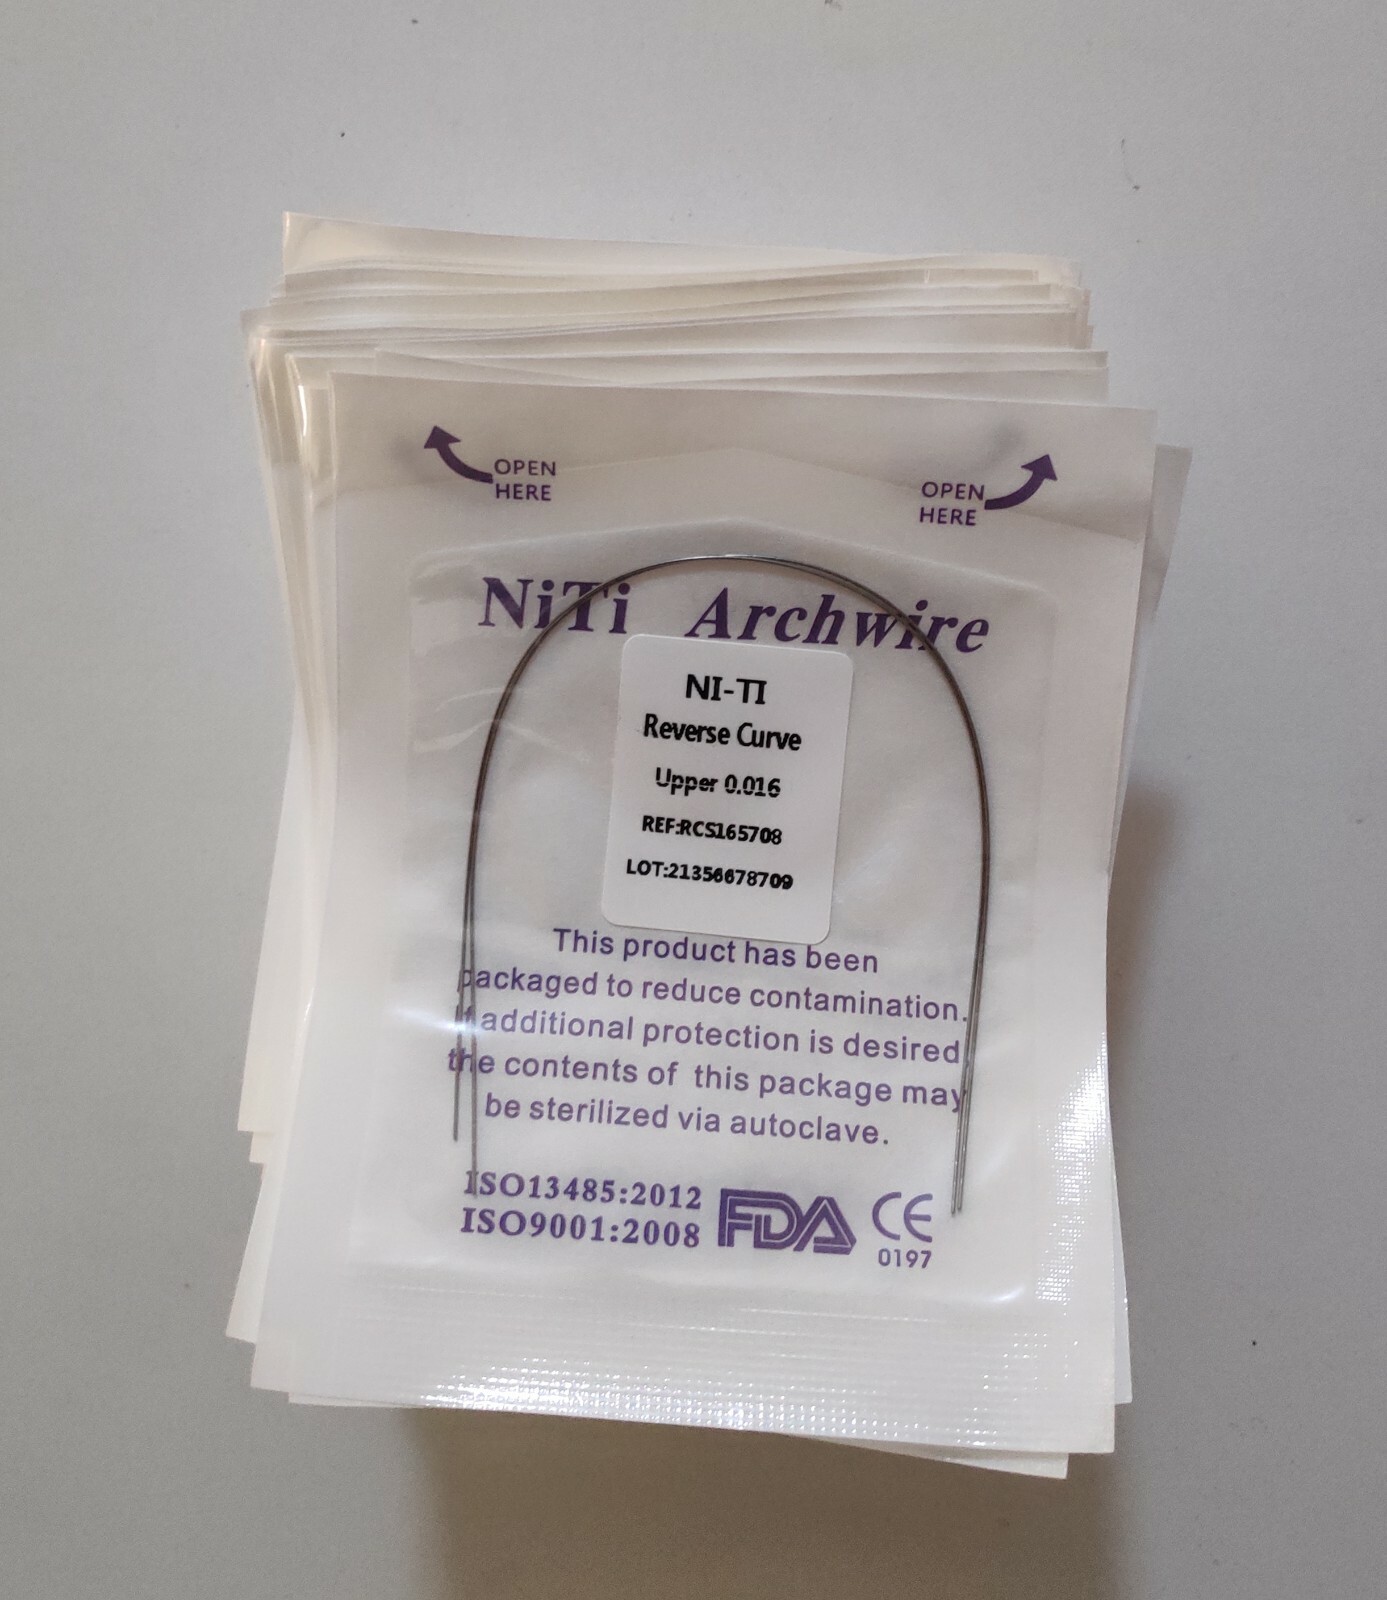 OPEN
HERE
OPEN
HERE
NiTi Archwire
NI-TI
Reverse Curve
Upper 0.016
REF:RCS165708
LOT:21356678709
This product has been
packaged to reduce contamination.
If additional protection is desired,
the contents of this package may
be sterilized via autoclave.
ISO13485:2012
ISO9001:2008
FDA
CE
0197